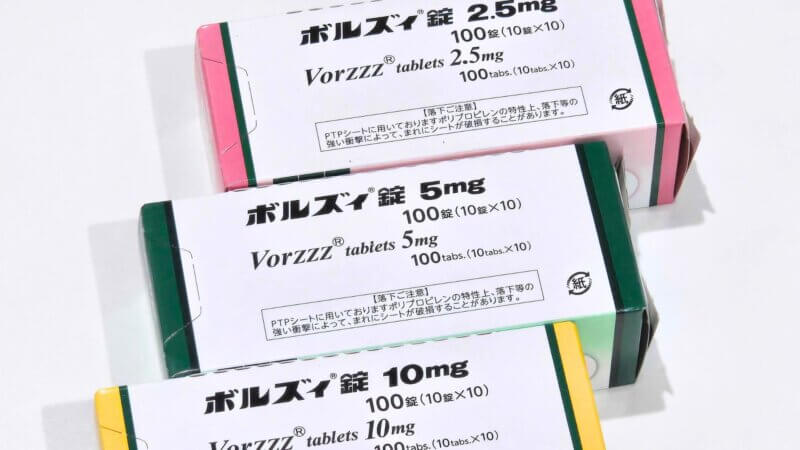 ボルズィ®錠 2.5mg
100錠(10錠×10)
Vorzzz® tablets 2.5mg
100tabs.(10tabs.×10)
【落下ご注意】
PTPシートに用いておりますポリプロピレンの特性上、落下等の
強い衝撃によって、まれにシートが破損することがあります。
紙
ボルズィ®錠 5mg
100錠(10錠×10)
Vorzzz® tablets 5mg
100tabs.(10tabs.×10)
【落下ご注意】
PTPシートに用いておりますポリプロピレンの特性上、落下等の
強い衝撃によって、まれにシートが破損することがあります。
紙
ボルズィ®錠 10mg
100錠(10錠×10)
Vorzzz® tablets 10mg
100tabs.(10tabs.×10)